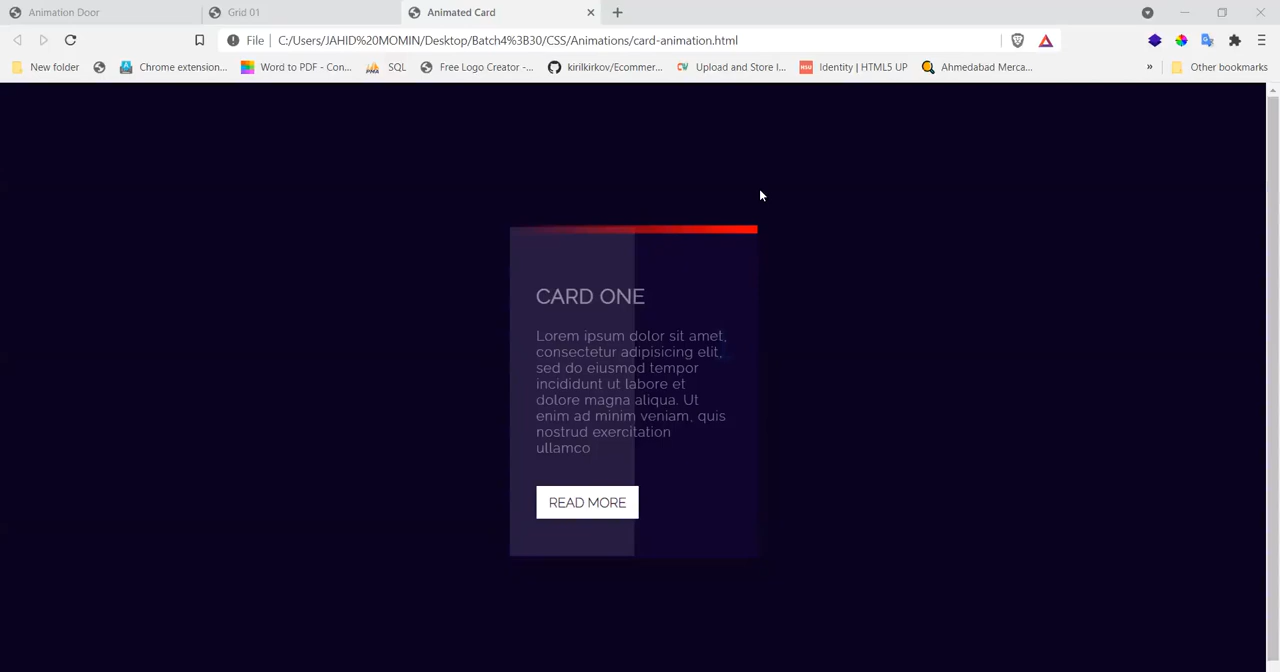 Animation Door
Grid 01
Animated Card
File
C:/Users/JAHID%20MOMIN/Desktop/Batch4%3B30/CSS/Animations/card-animation.html
New folder
Chrome extension...
Word to PDF - Con...
SQL
Free Logo Creator -...
kirilkirkov/Ecommer...
Upload and Store I...
Identity | HTML5 UP
Ahmedabad Merca...
»
Other bookmarks
CARD ONE
Lorem ipsum dolor sit amet,
consectetur adipisicing elit,
sed do eiusmod tempor
incididunt ut labore et
dolore magna aliqua. Ut
enim ad minim veniam, quis
nostrud exercitation
ullamco
READ MORE